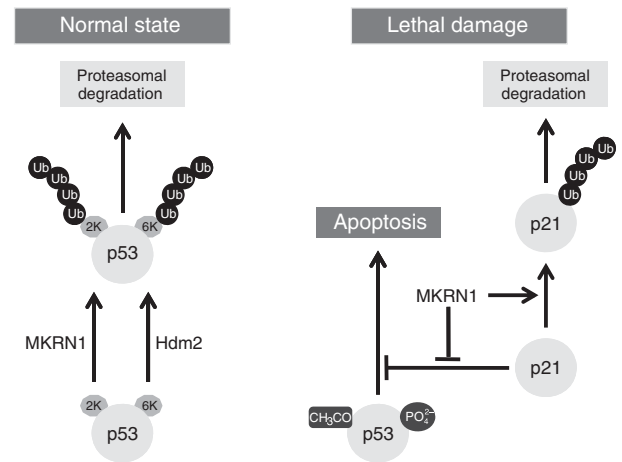 Normal state
Proteasomal
degradation
Ub
Ub
Ub
Ub
Ub
Ub
Ub
Ub
2K
6K
p53
MKRN1
Hdm2
2K
6K
p53
Lethal damage
Proteasomal
degradation
Ub
Ub
Ub
Ub
p21
Apoptosis
MKRN1
p21
CH₃CO
PO₄²⁻
p53